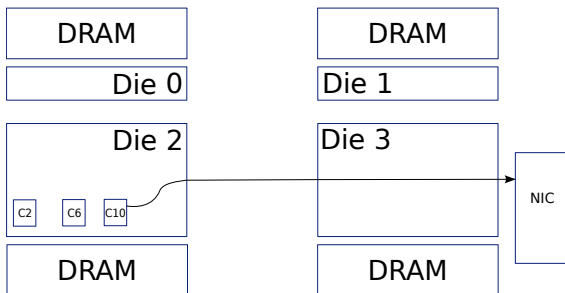 DRAM
DRAM
Die 0
Die 1
Die 2
Die 3
C2
C6
C10
NIC
DRAM
DRAM